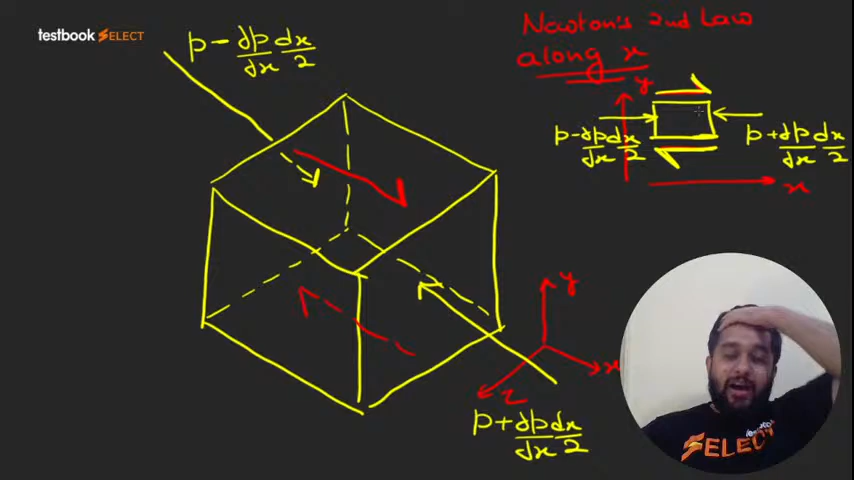 testbook SELECT
p - ∂p/∂x dx/2
Newton's 2nd Law
along x
y
p - ∂p/∂x dx/2
p + ∂p/∂x dx/2
x
y
x
z
p + ∂p/∂x dx/2
SELECT